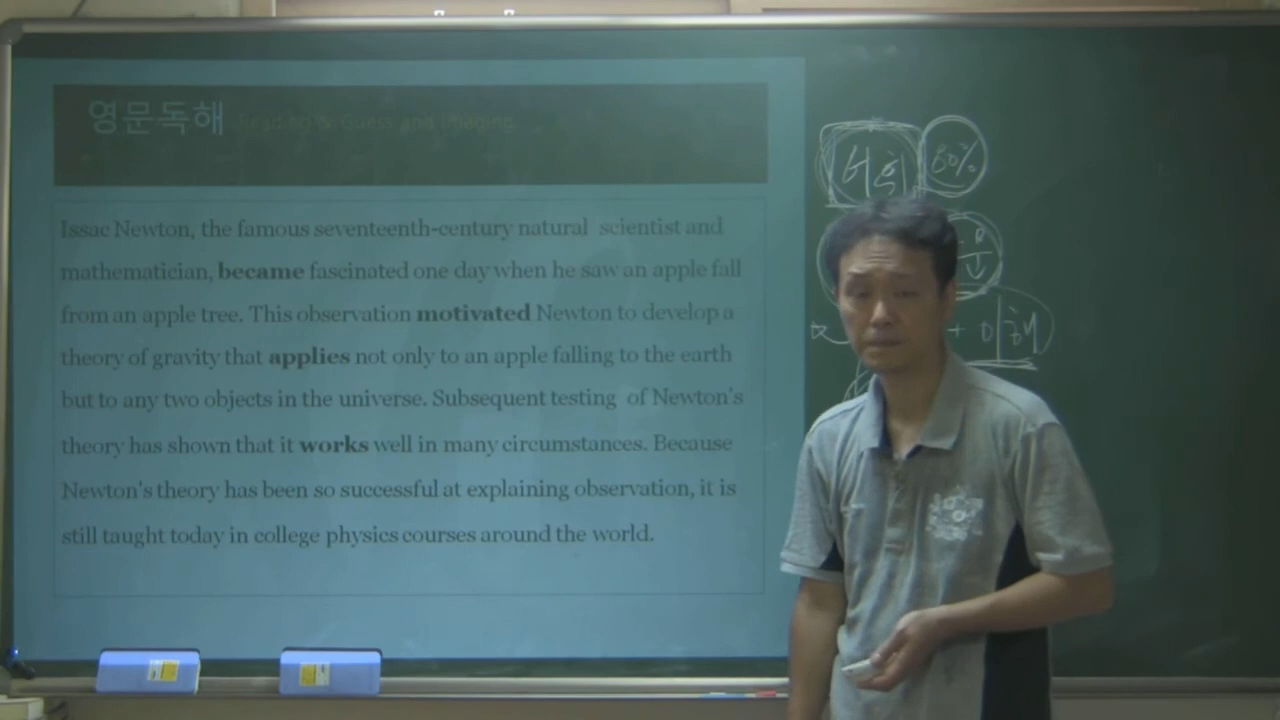 영문독해 Reading is Guess and Imaging
Issac Newton, the famous seventeenth-century natural scientist and
mathematician, became fascinated one day when he saw an apple fall
from an apple tree. This observation motivated Newton to develop a
theory of gravity that applies not only to an apple falling to the earth
but to any two objects in the universe. Subsequent testing of Newton's
theory has shown that it works well in many circumstances. Because
Newton's theory has been so successful at explaining observation, it is
still taught today in college physics courses around the world.
어휘 80%
+ 이해